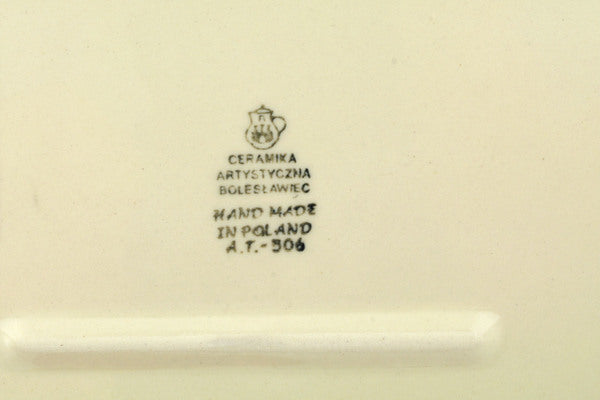 CERAMIKA
ARTYSTYCZNA
BOLESŁAWIEC
HAND MADE
IN POLAND
A.T.-306